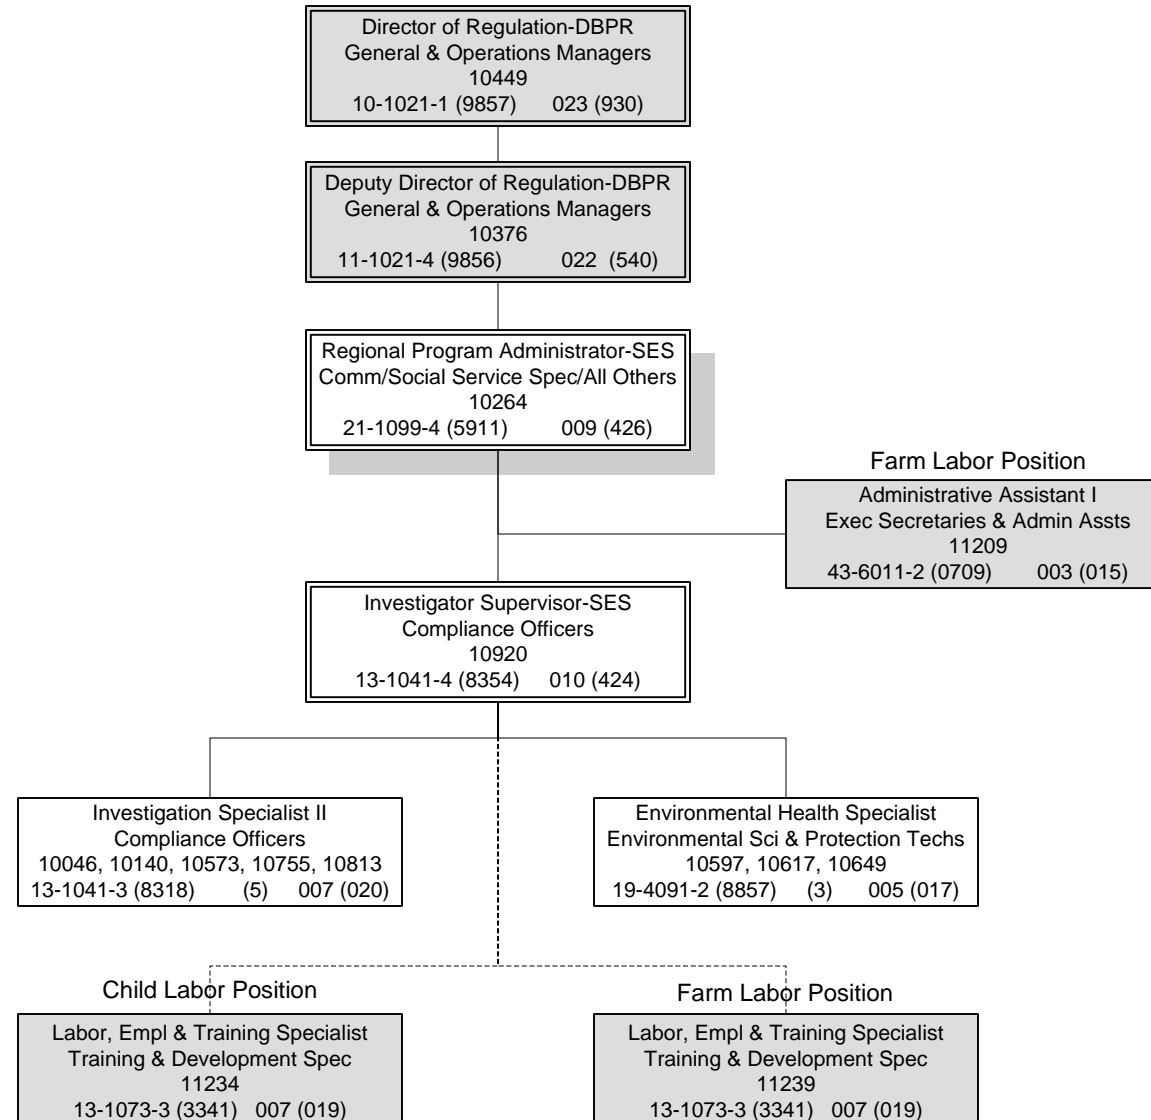 Director of Regulation-DBPR
General & Operations Managers
10449
10-1021-1 (9857) 023 (930)
Deputy Director of Regulation-DBPR
General & Operations Managers
10376
11-1021-4 (9856) 022 (540)
Regional Program Administrator-SES
Comm/Social Service Spec/All Others
10264
21-1099-4 (5911) 009 (426)
Farm Labor Position
Administrative Assistant I
Exec Secretaries & Admin Assts
11209
43-6011-2 (0709) 003 (015)
Investigator Supervisor-SES
Compliance Officers
10920
13-1041-4 (8354) 010 (424)
Investigation Specialist II
Compliance Officers
10046, 10140, 10573, 10755, 10813
13-1041-3 (8318) (5) 007 (020)
Environmental Health Specialist
Environmental Sci & Protection Techs
10597, 10617, 10649
19-4091-2 (8857) (3) 005 (017)
Child Labor Position
Labor, Empl & Training Specialist
Training & Development Spec
11234
13-1073-3 (3341) 007 (019)
Farm Labor Position
Labor, Empl & Training Specialist
Training & Development Spec
11239
13-1073-3 (3341) 007 (019)